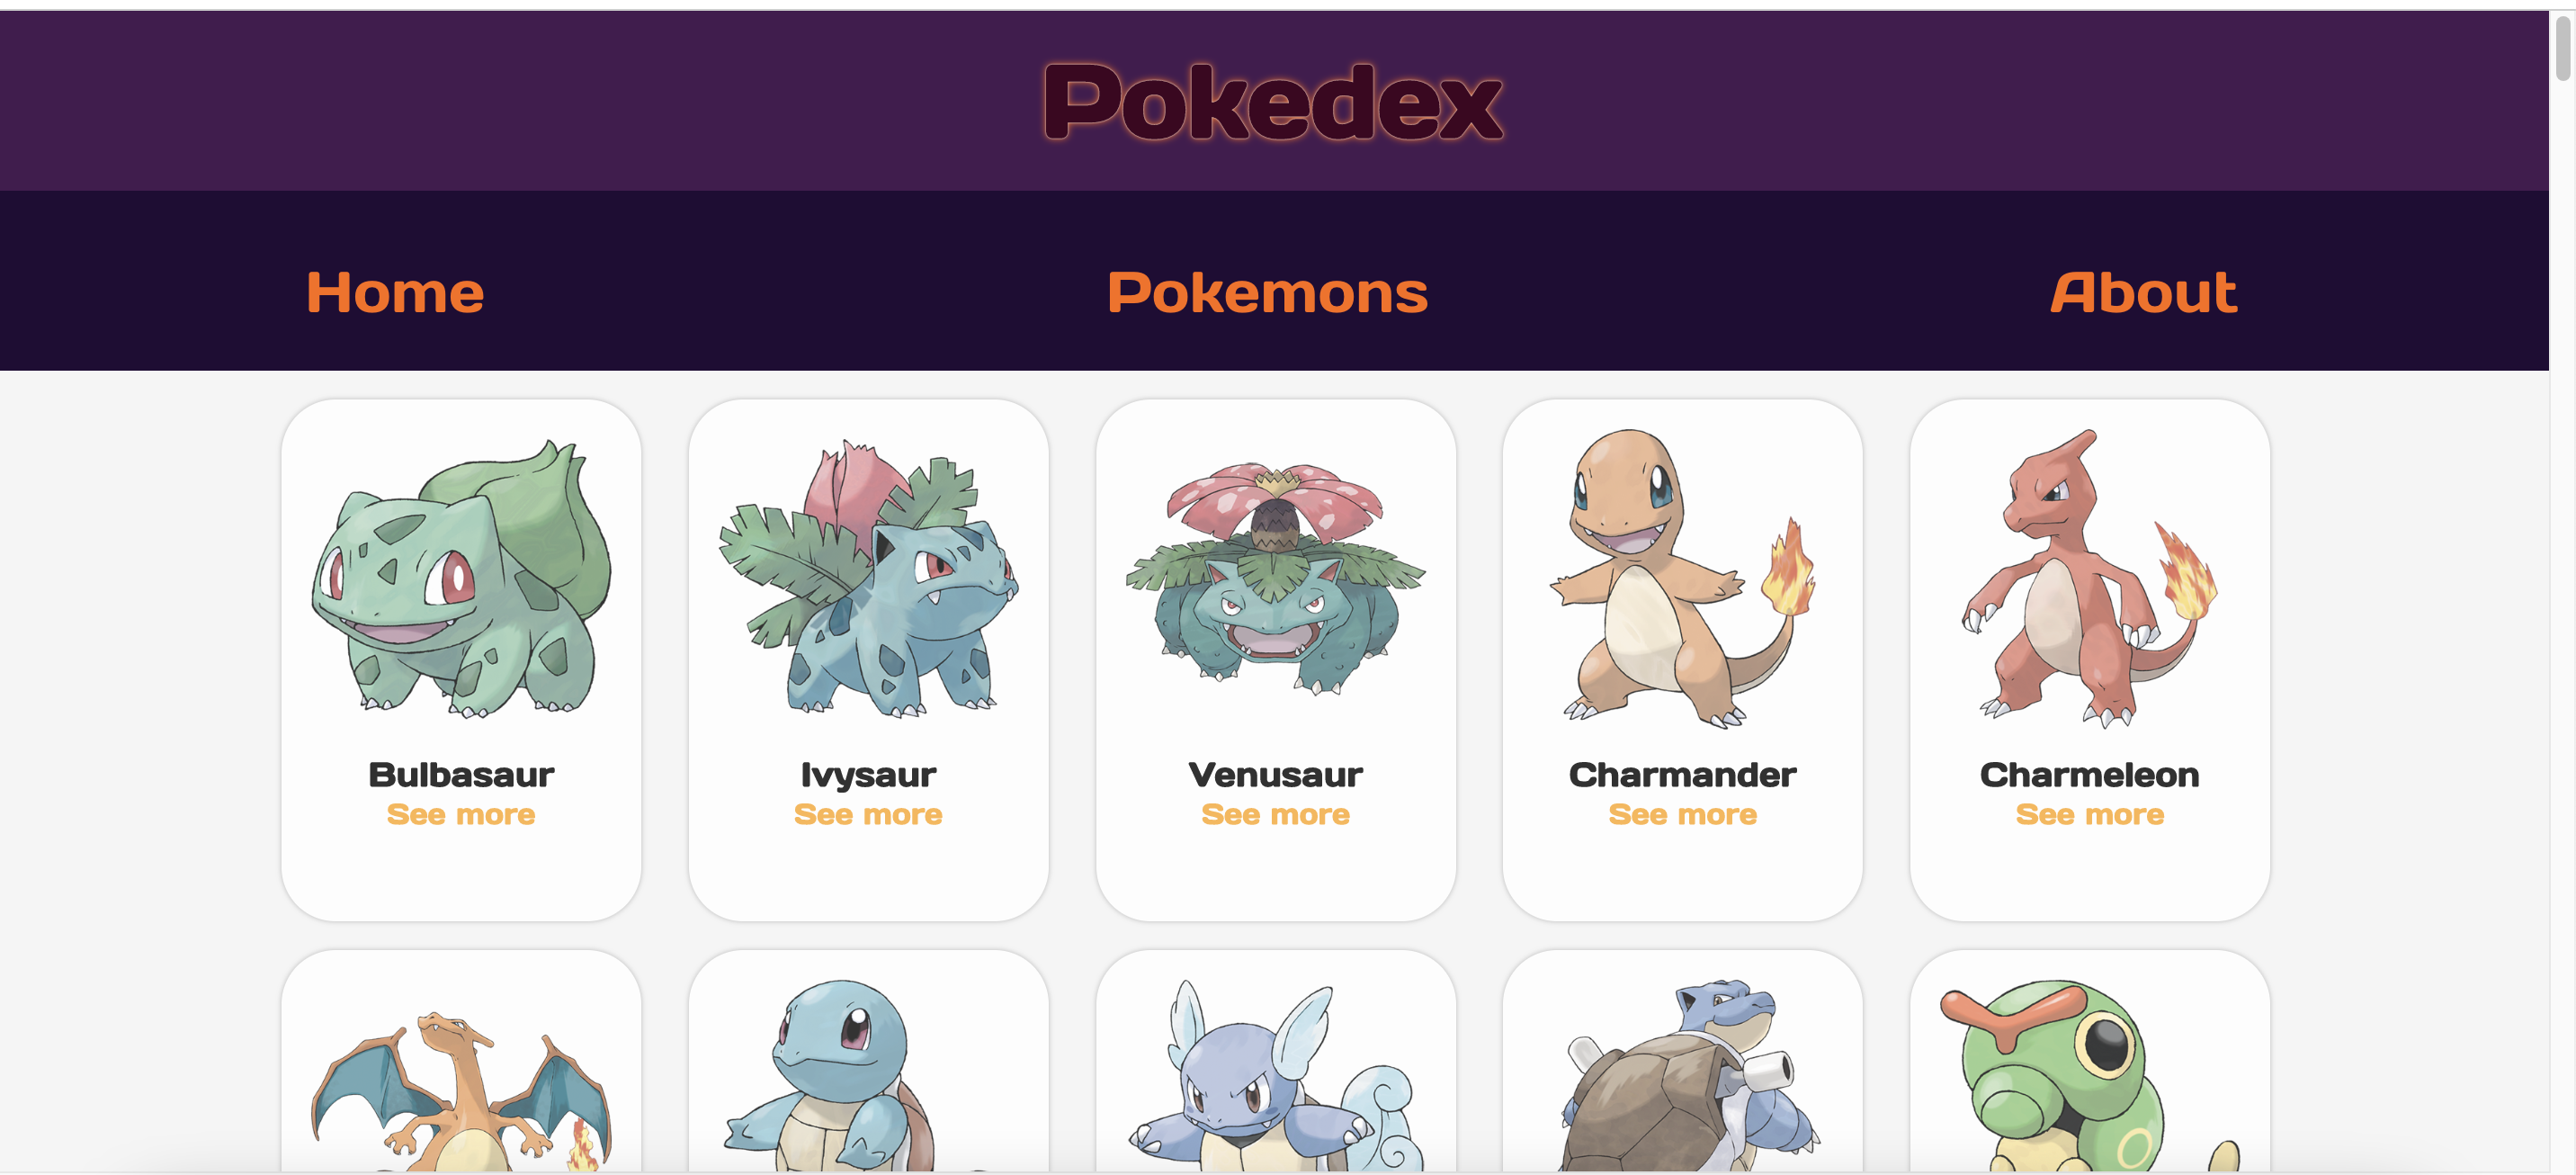 Pokedex
Home Pokemons About
Bulbasaur Ivysaur Venusaur Charmander Charmeleon
See more See more See more See more See more